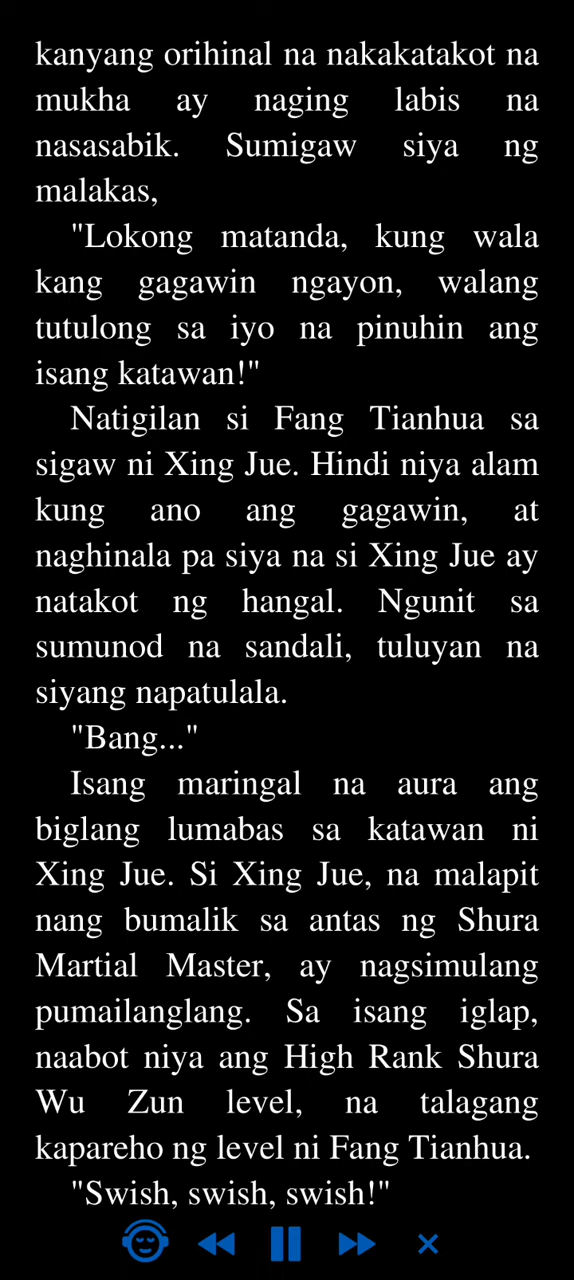 kanyang orihinal na nakakatakot na
mukha ay naging labis na
nasasabik. Sumigaw siya ng
malakas,
"Lokong matanda, kung wala
kang gagawin ngayon, walang
tutulong sa iyo na pinuhin ang
isang katawan!"
Natigilan si Fang Tianhua sa
sigaw ni Xing Jue. Hindi niya alam
kung ano ang gagawin, at
naghinala pa siya na si Xing Jue ay
natakot ng hangal. Ngunit sa
sumunod na sandali, tuluyan na
siyang napatulala.
"Bang..."
Isang maringal na aura ang
biglang lumabas sa katawan ni
Xing Jue. Si Xing Jue, na malapit
nang bumalik sa antas ng Shura
Martial Master, ay nagsimulang
pumailanglang. Sa isang iglap,
naabot niya ang High Rank Shura
Wu Zun level, na talagang
kapareho ng level ni Fang Tianhua.
"Swish, swish, swish!"